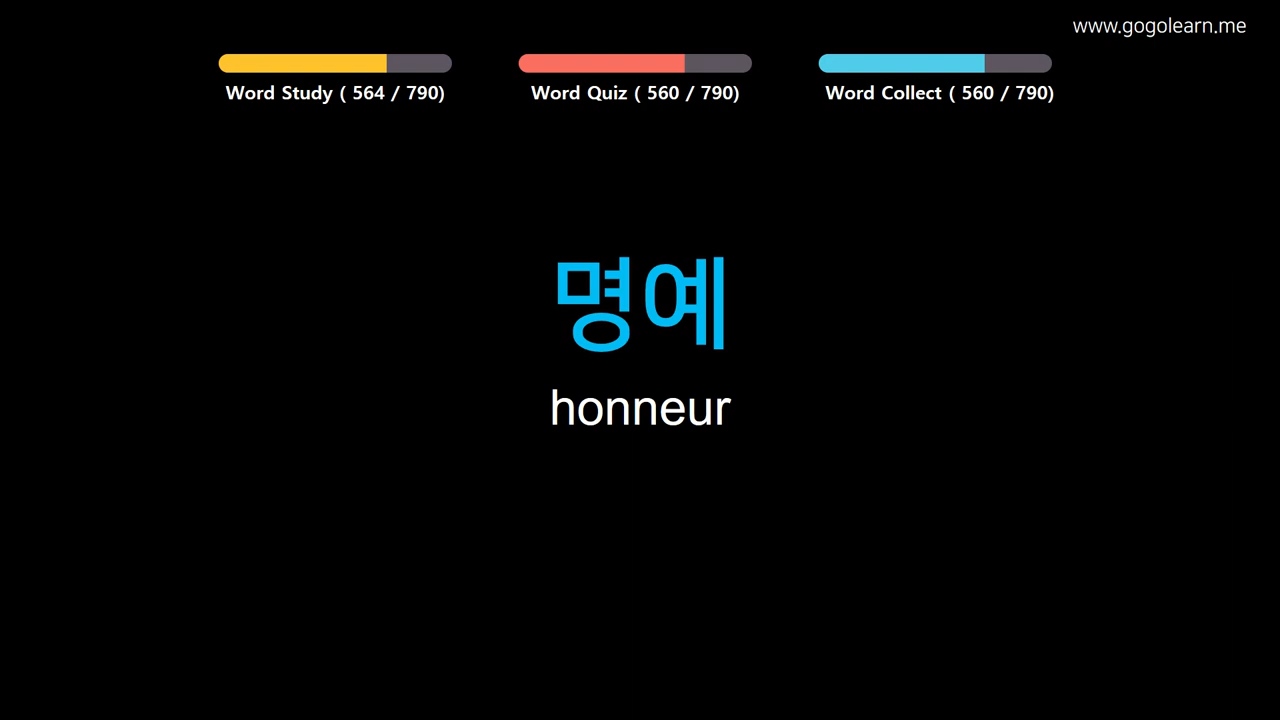 www.gogolearn.me
Word Study ( 564 / 790)
Word Quiz ( 560 / 790)
Word Collect ( 560 / 790)
명예
honneur